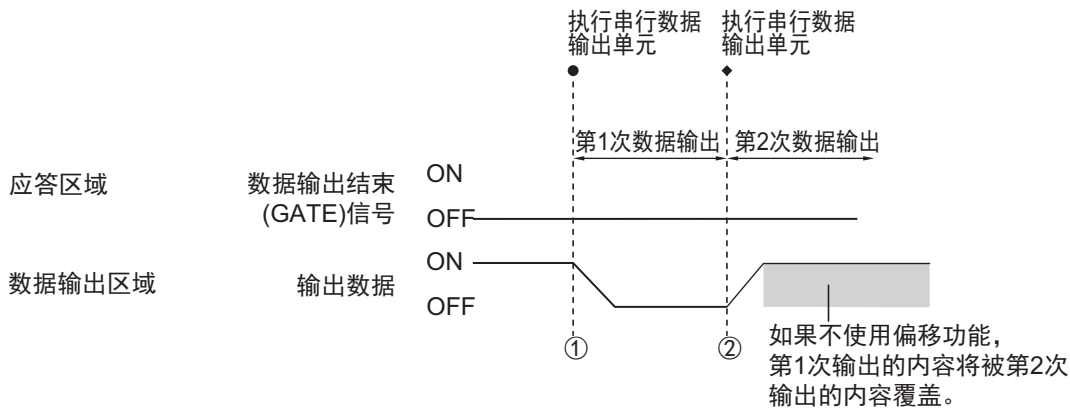 执行串行数据
输出单元
执行串行数据
输出单元
第1次数据输出
第2次数据输出
应答区域
数据输出结束
(GATE)信号
ON
OFF
数据输出区域
输出数据
ON
OFF
①
②
如果不使用偏移功能，
第1次输出的内容将被第2次
输出的内容覆盖。